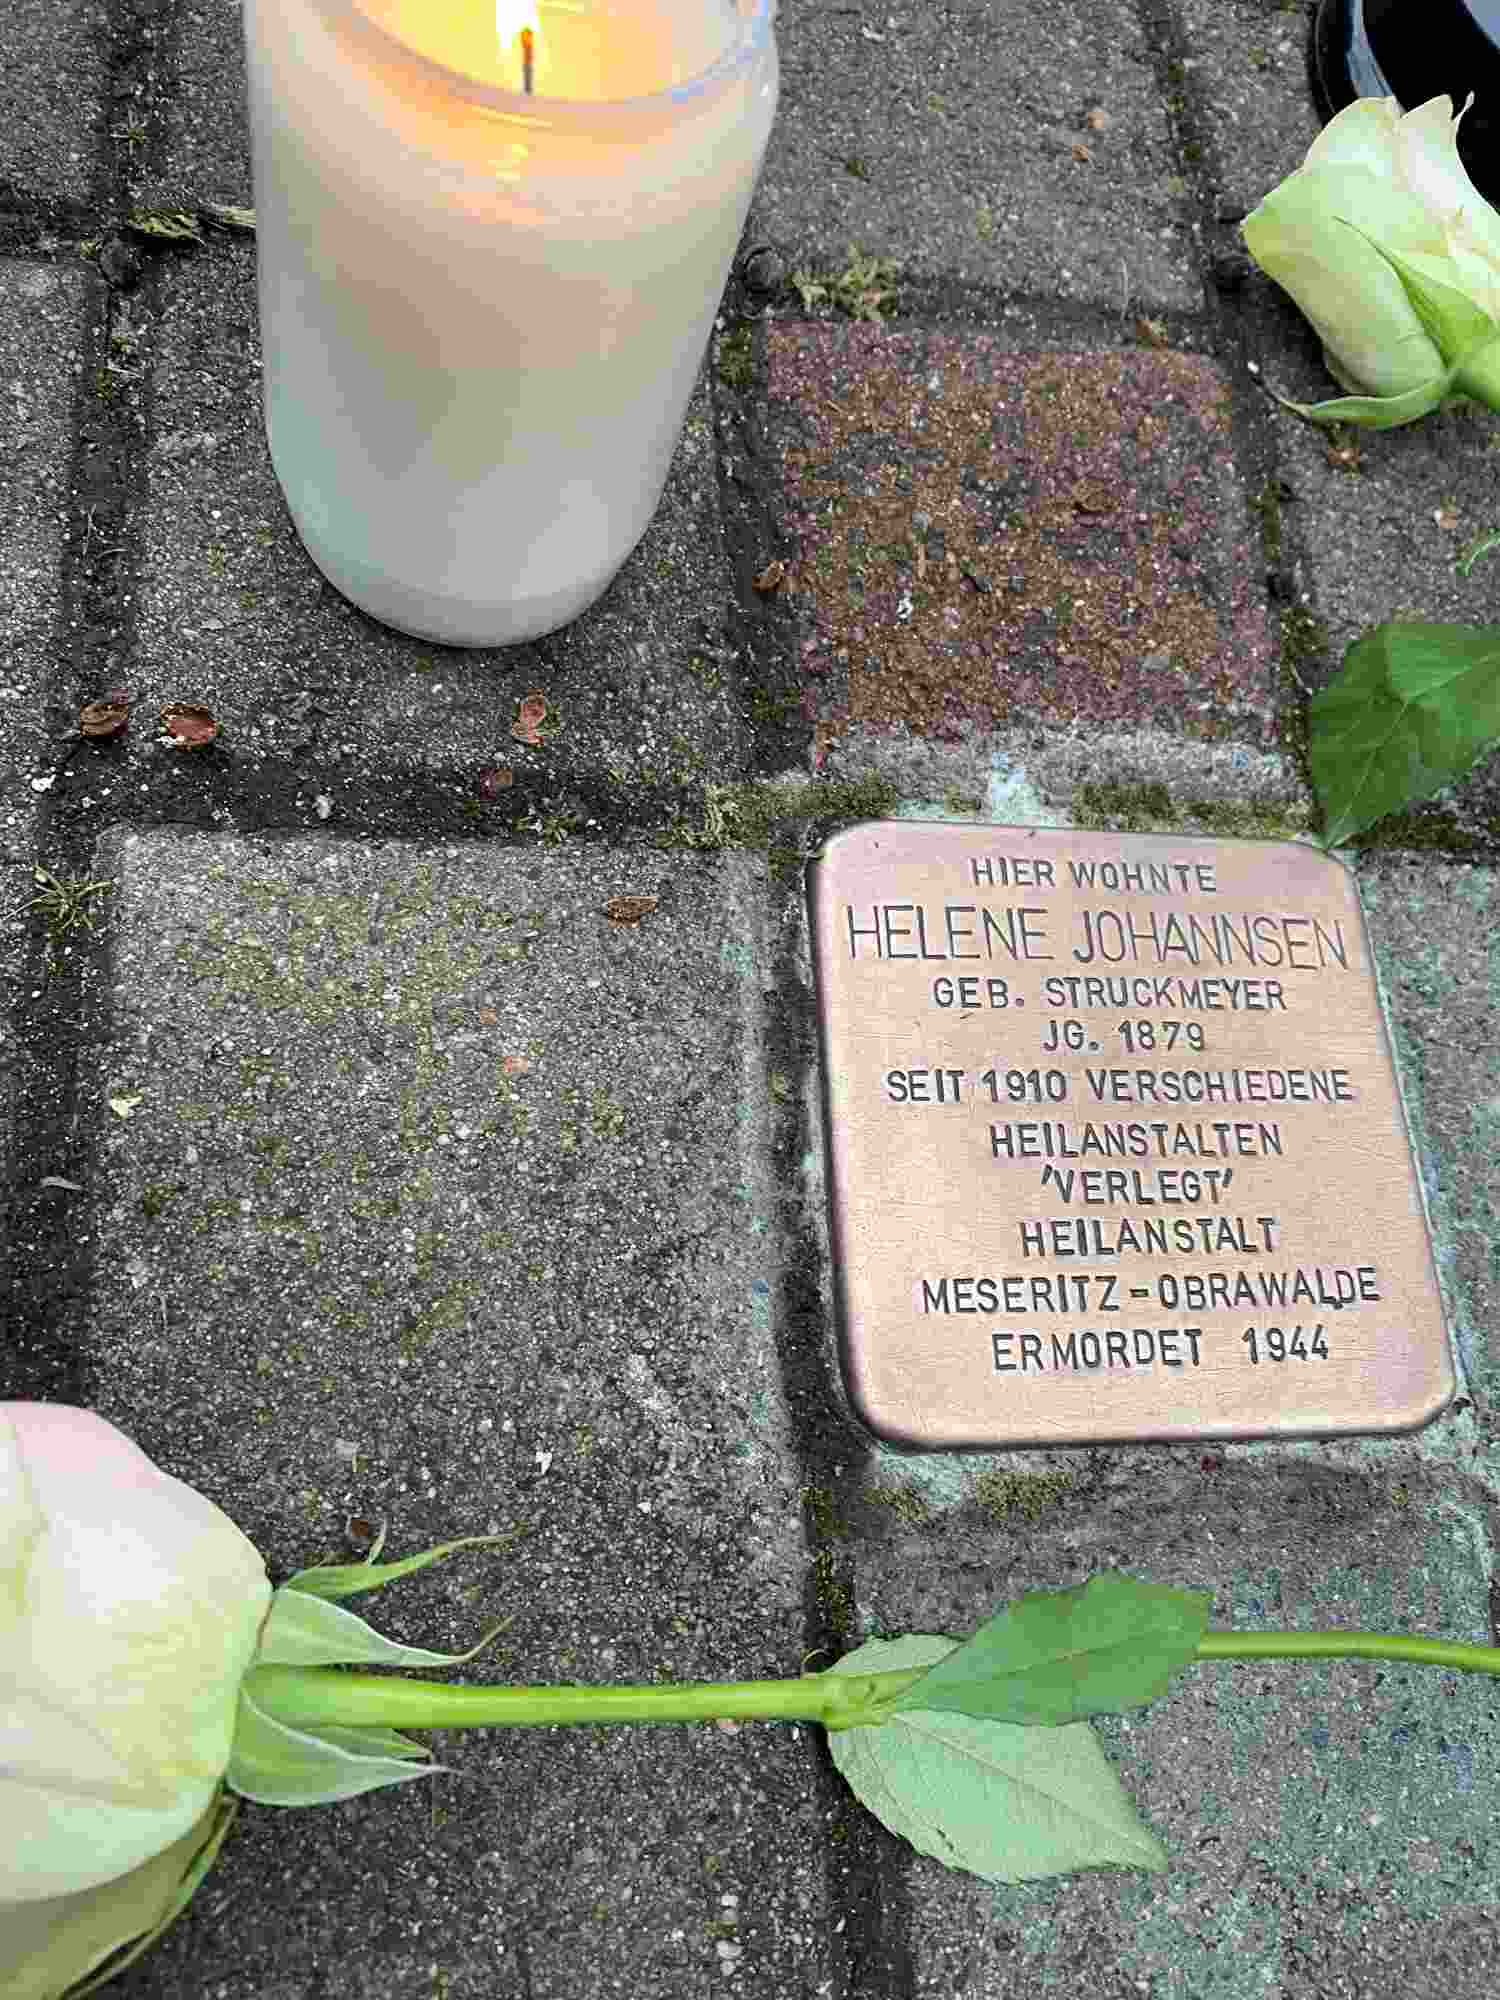 HIER WOHNTE
HELENE JOHANNSEN
GEB. STRUCKMEYER
JG. 1879
SEIT 1910 VERSCHIEDENE
HEILANSTALTEN
'VERLEGT'
HEILANSTALT
MESERITZ-OBRAWALDE
ERMORDET 1944